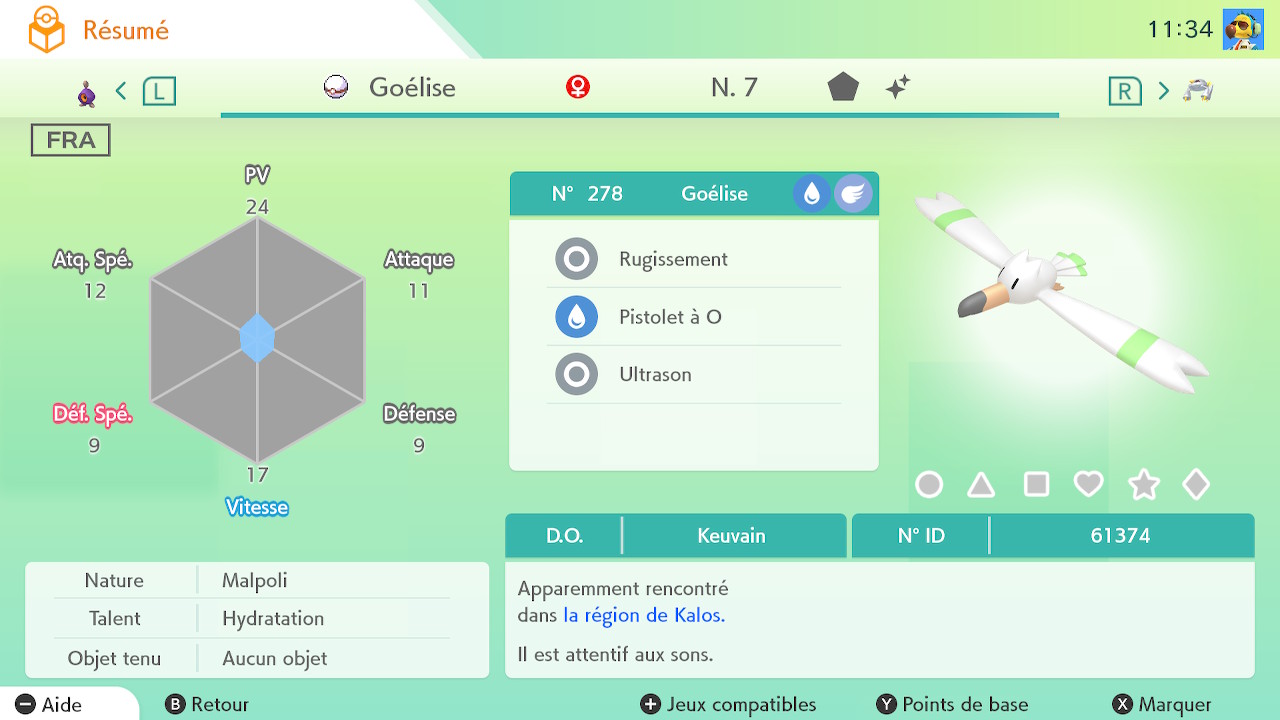 Résumé
11:34
L
Goélise
N. 7
R
FRA
PV
24
Atq. Spé.
12
Attaque
11
Déf. Spé.
9
Défense
9
17
Vitesse
N° 278 Goélise
Rugissement
Pistolet à O
Ultrason
D.O. Keuvain N° ID 61374
Apparemment rencontré
dans la région de Kalos.
Il est attentif aux sons.
Nature Malpoli
Talent Hydratation
Objet tenu Aucun objet
Aide
B Retour
Jeux compatibles
Y Points de base
X Marquer